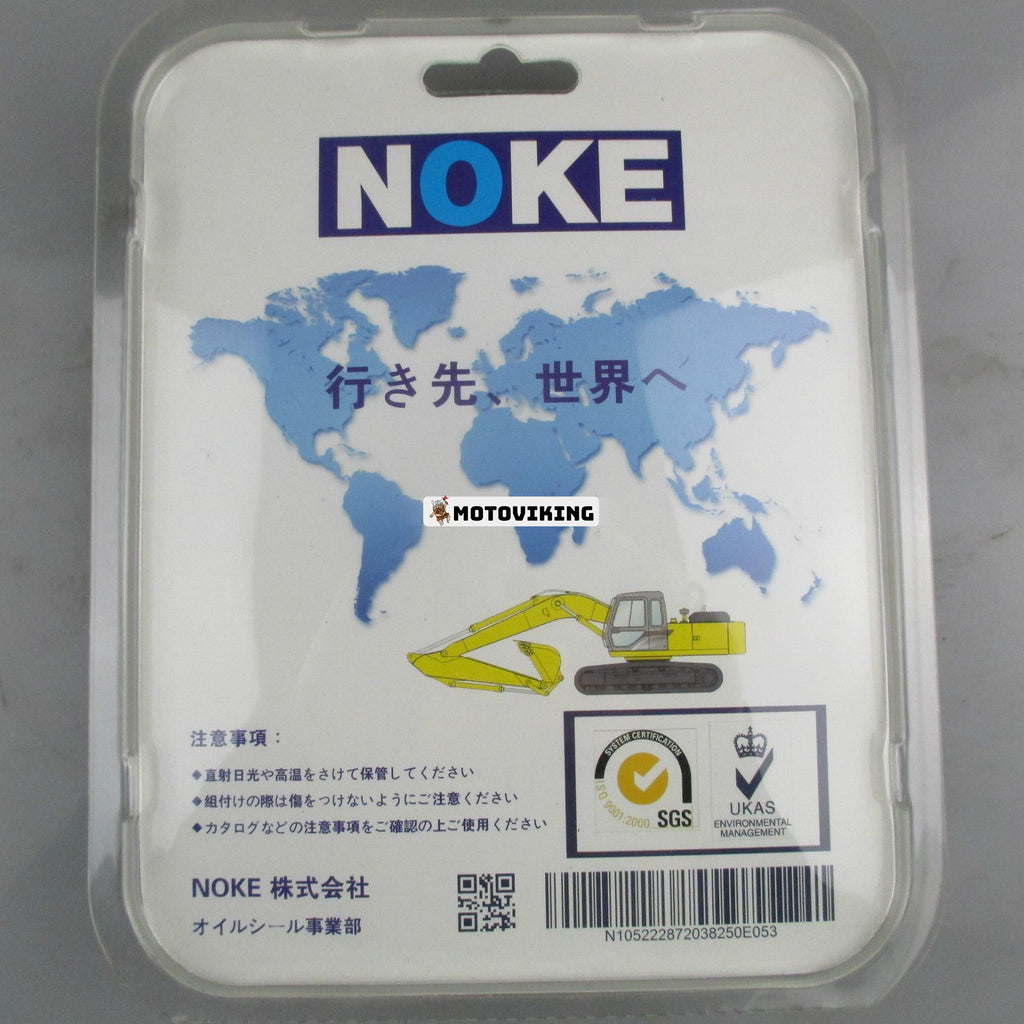 NOKE
行き先、世界へ
MOTOVIKING
注意事項：
◆直射日光や高温をさけて保管してください
◆組付けの際は傷をつけないようにご注意ください
◆カタログなどの注意事項をご確認の上ご使用ください
SYSTEM CERTIFICATION
ISO 9001:2000
SGS
UKAS
ENVIRONMENTAL
MANAGEMENT
NOKE 株式会社
オイルシール事業部
N105222872038250E053